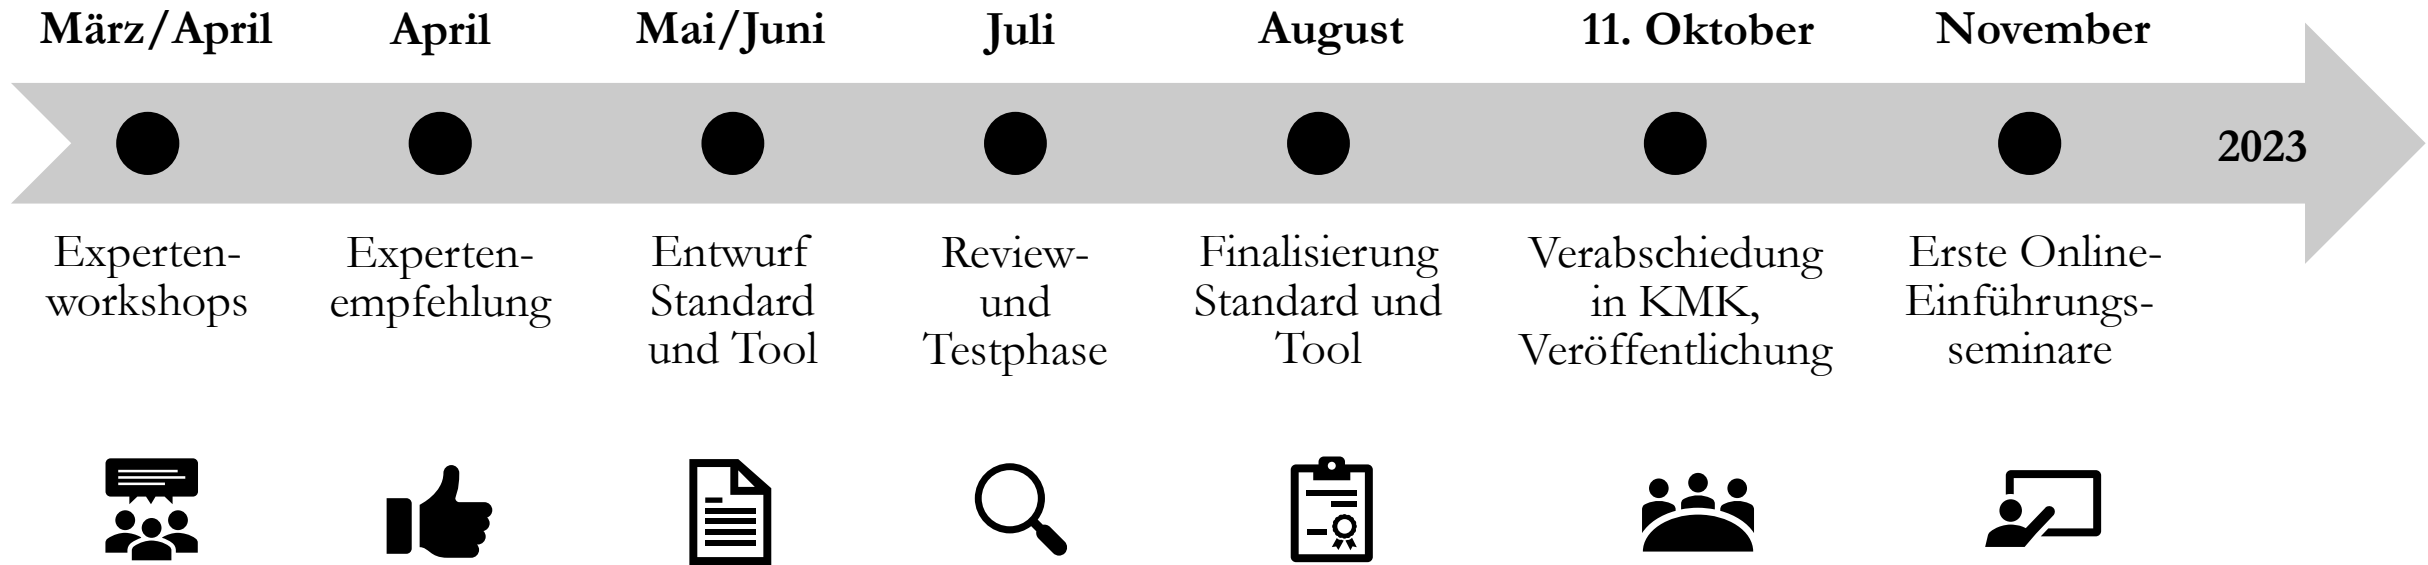 März/April
April
Mai/Juni
Juli
August
11. Oktober
November
2023
Experten-
workshops
Experten-
empfehlung
Entwurf
Standard
und Tool
Review-
und
Testphase
Finalisierung
Standard und
Tool
Verabschiedung
in KMK,
Veröffentlichung
Erste Online-
Einführungs-
seminare